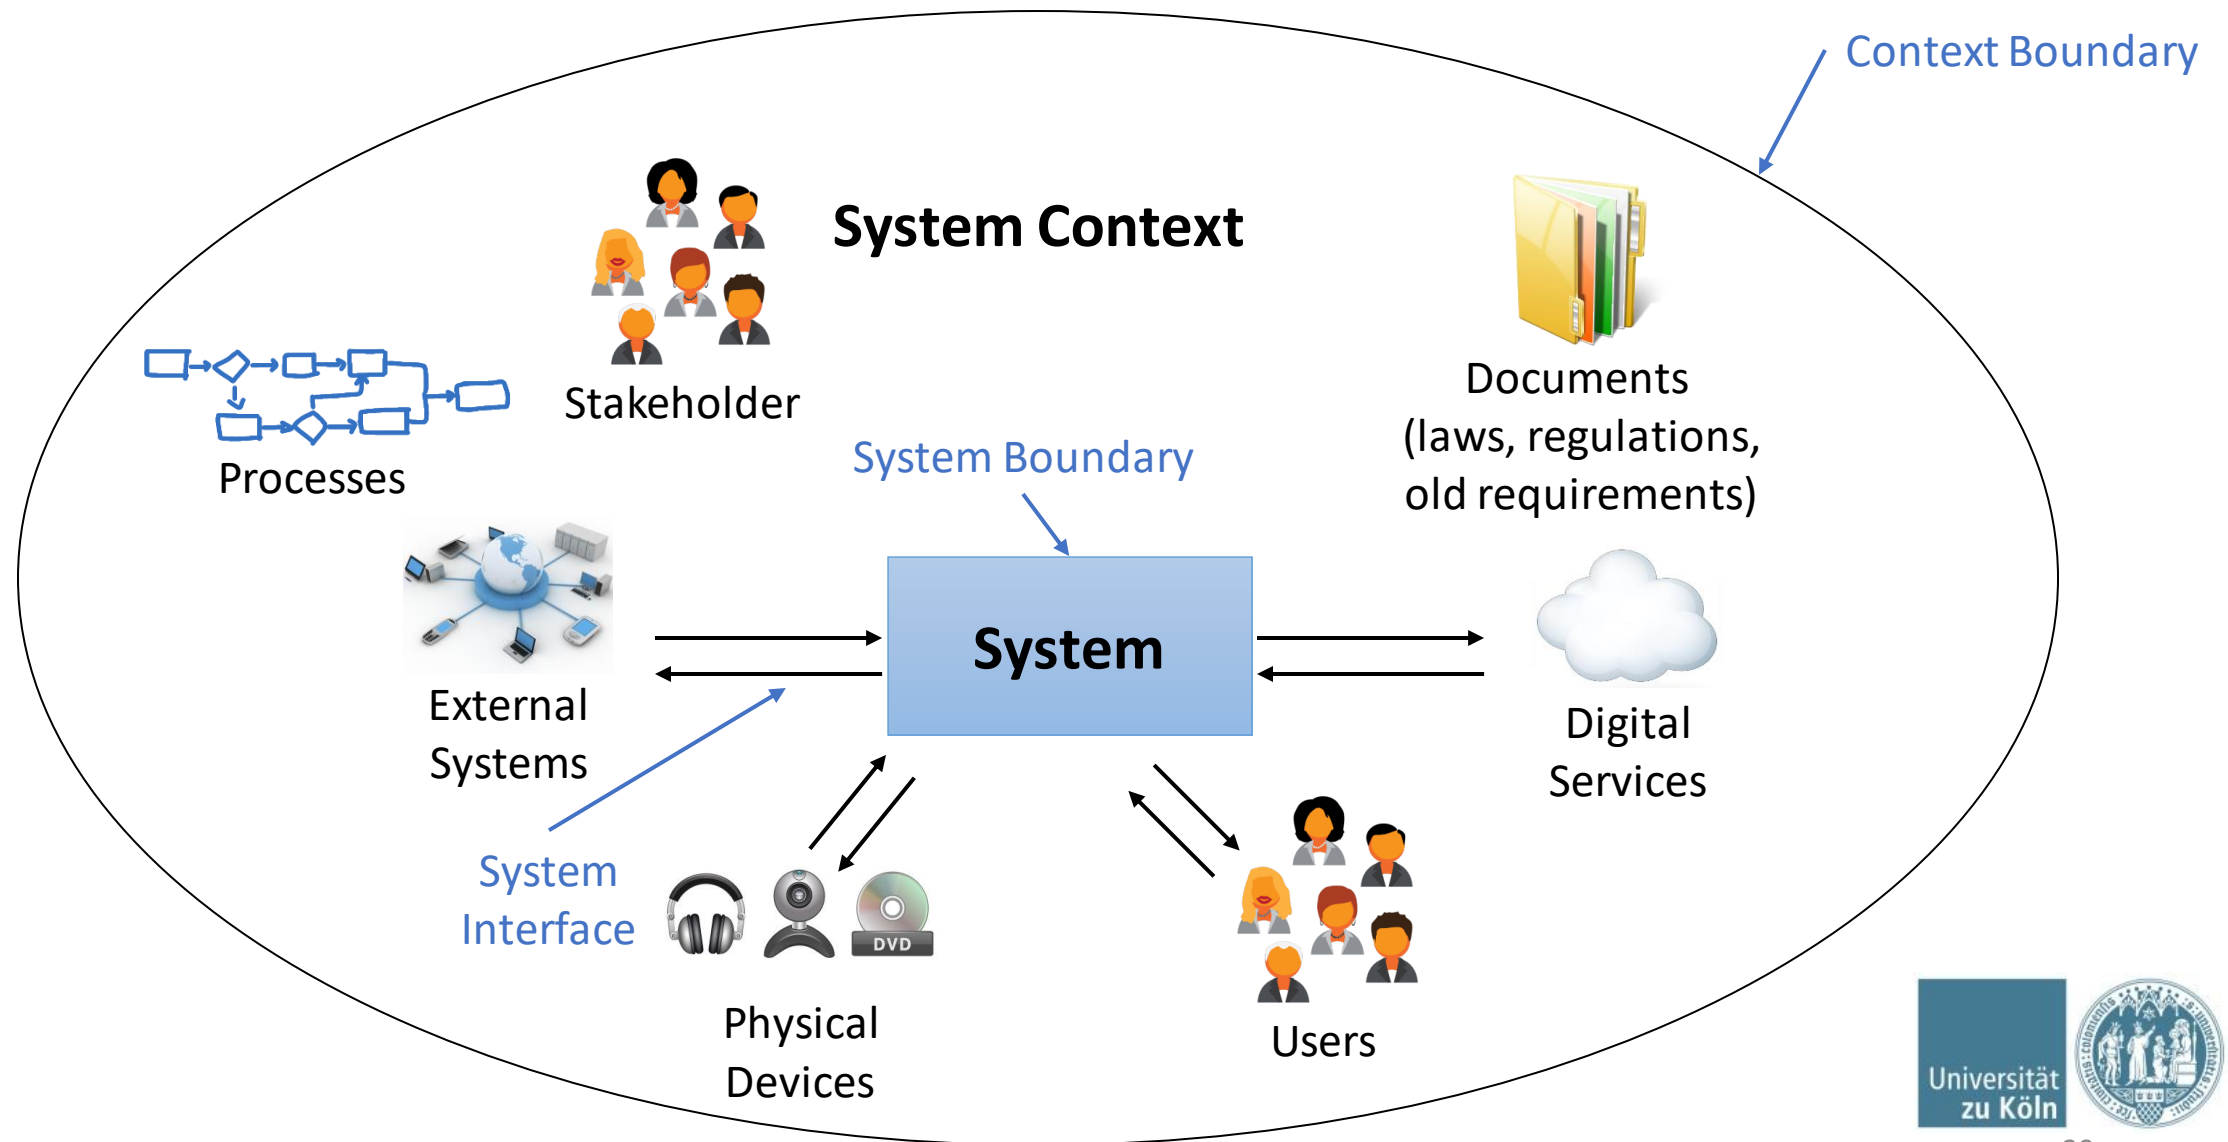 Context Boundary
System Context
Stakeholder
Processes
Documents
(laws, regulations,
old requirements)
System Boundary
System
External
Systems
Digital
Services
System
Interface
DVD
Physical
Devices
Users
Universität
zu Köln